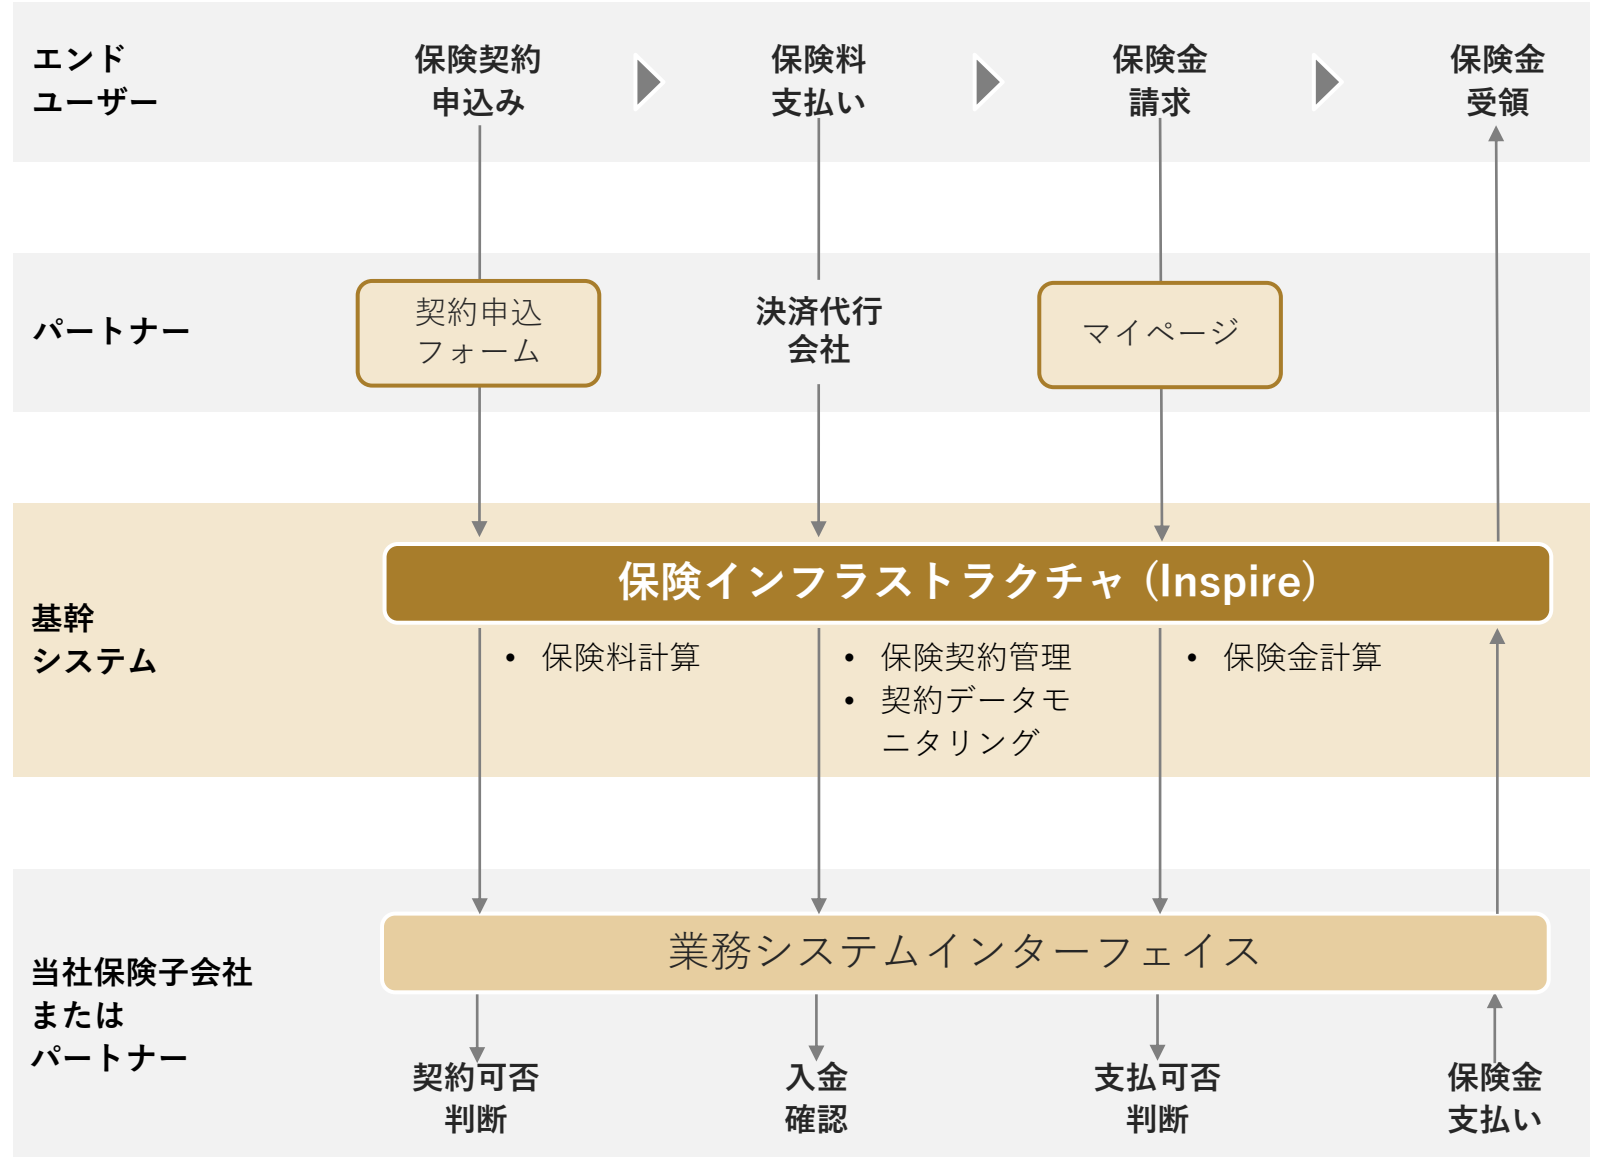 エンド
ユーザー
保険契約
申込み
保険料
支払い
保険金
請求
保険金
受領
パートナー
契約申込
フォーム
決済代行
会社
マイページ
基幹
システム
保険インフラストラクチャ (Inspire)
• 保険料計算
• 保険契約管理
• 契約データモ
ニタリング
• 保険金計算
当社保険子会社
または
パートナー
業務システムインターフェイス
契約可否
判断
入金
確認
支払可否
判断
保険金
支払い